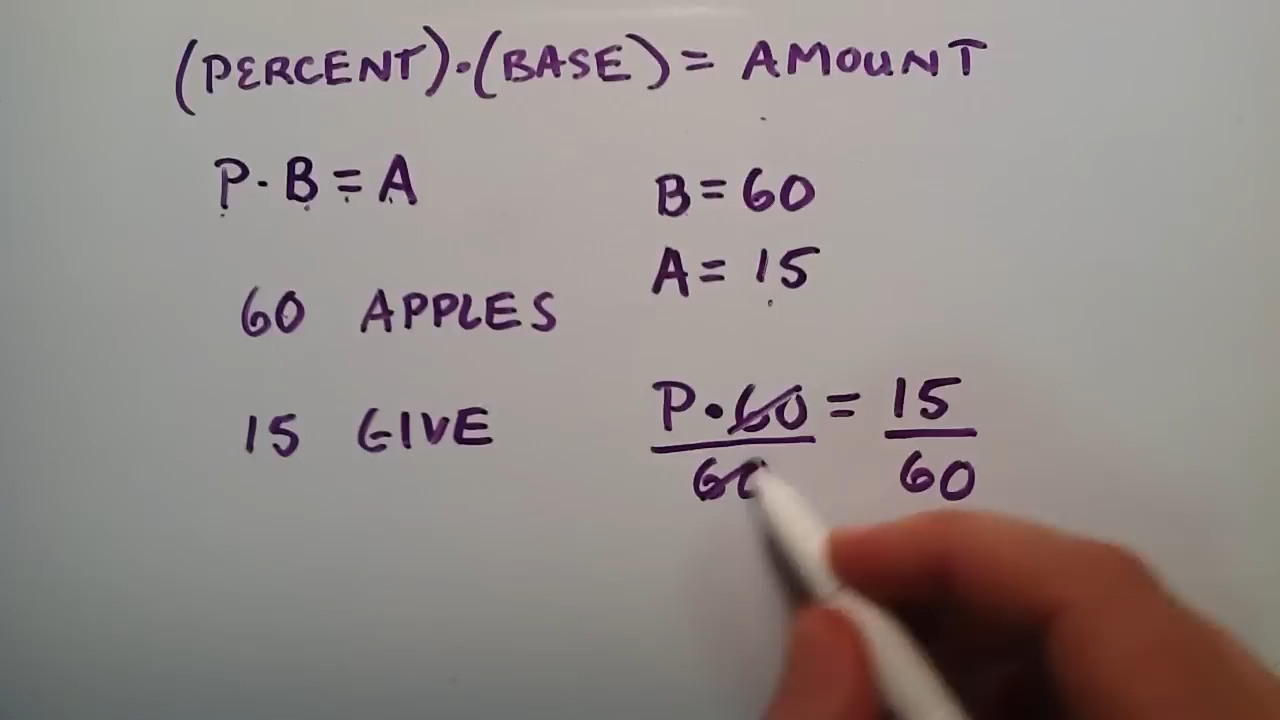 (PERCENT)·(BASE) = AMOUNT
P·B = A
B = 60
A = 15
60 APPLES
15 GIVE
P·60 = 15
60 60